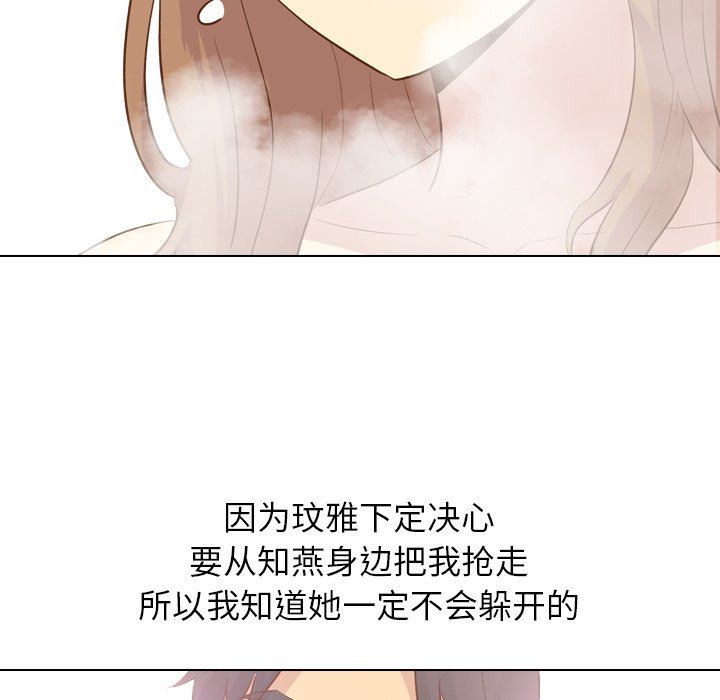 因为玟雅下定决心
要从知燕身边把我抢走
所以我知道她一定不会躲开的